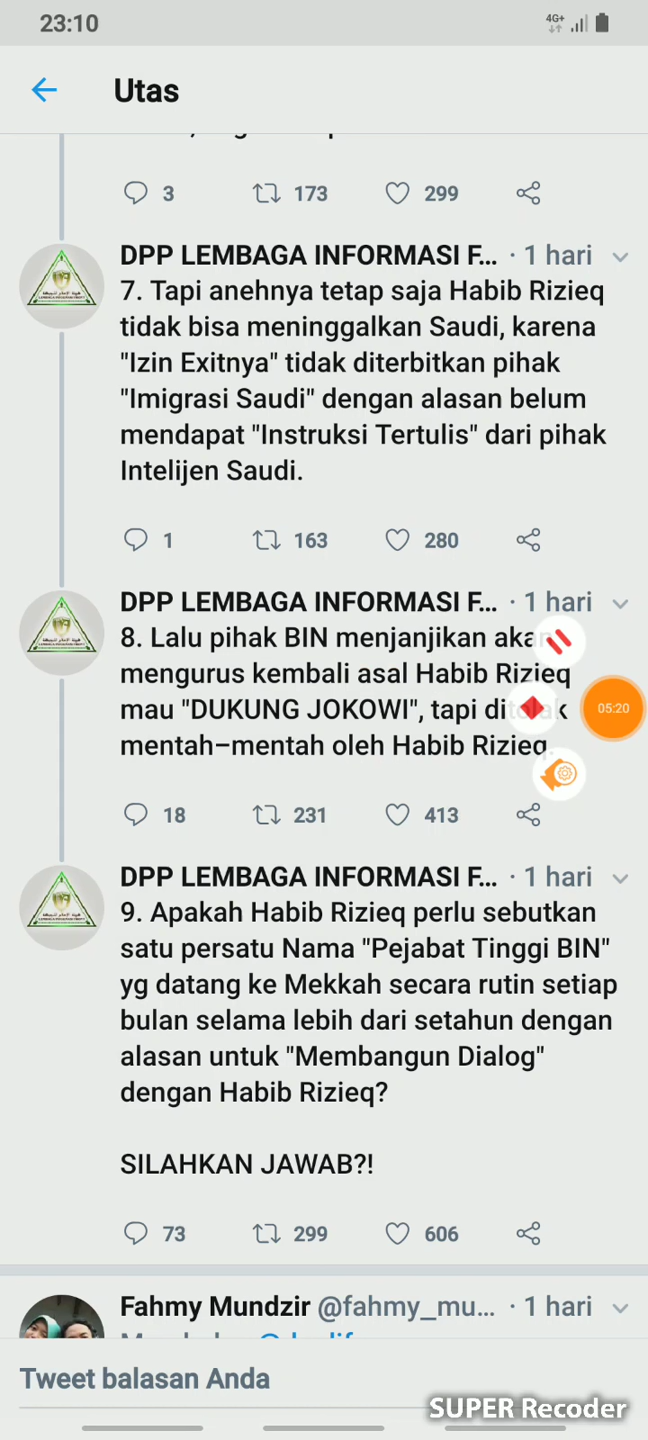 23:10
4G+
Utas
3 173 299
DPP LEMBAGA INFORMASI F... · 1 hari
7. Tapi anehnya tetap saja Habib Rizieq
tidak bisa meninggalkan Saudi, karena
"Izin Exitnya" tidak diterbitkan pihak
"Imigrasi Saudi" dengan alasan belum
mendapat "Instruksi Tertulis" dari pihak
Intelijen Saudi.
1 163 280
DPP LEMBAGA INFORMASI F... · 1 hari
8. Lalu pihak BIN menjanjikan akan
mengurus kembali asal Habib Rizieq
mau "DUKUNG JOKOWI", tapi ditolak
mentah-mentah oleh Habib Rizieq.
05:20
18 231 413
DPP LEMBAGA INFORMASI F... · 1 hari
9. Apakah Habib Rizieq perlu sebutkan
satu persatu Nama "Pejabat Tinggi BIN"
yg datang ke Mekkah secara rutin setiap
bulan selama lebih dari setahun dengan
alasan untuk "Membangun Dialog"
dengan Habib Rizieq?
SILAHKAN JAWAB?!
73 299 606
Fahmy Mundzir @fahmy_mu... · 1 hari
Tweet balasan Anda
SUPER Recoder